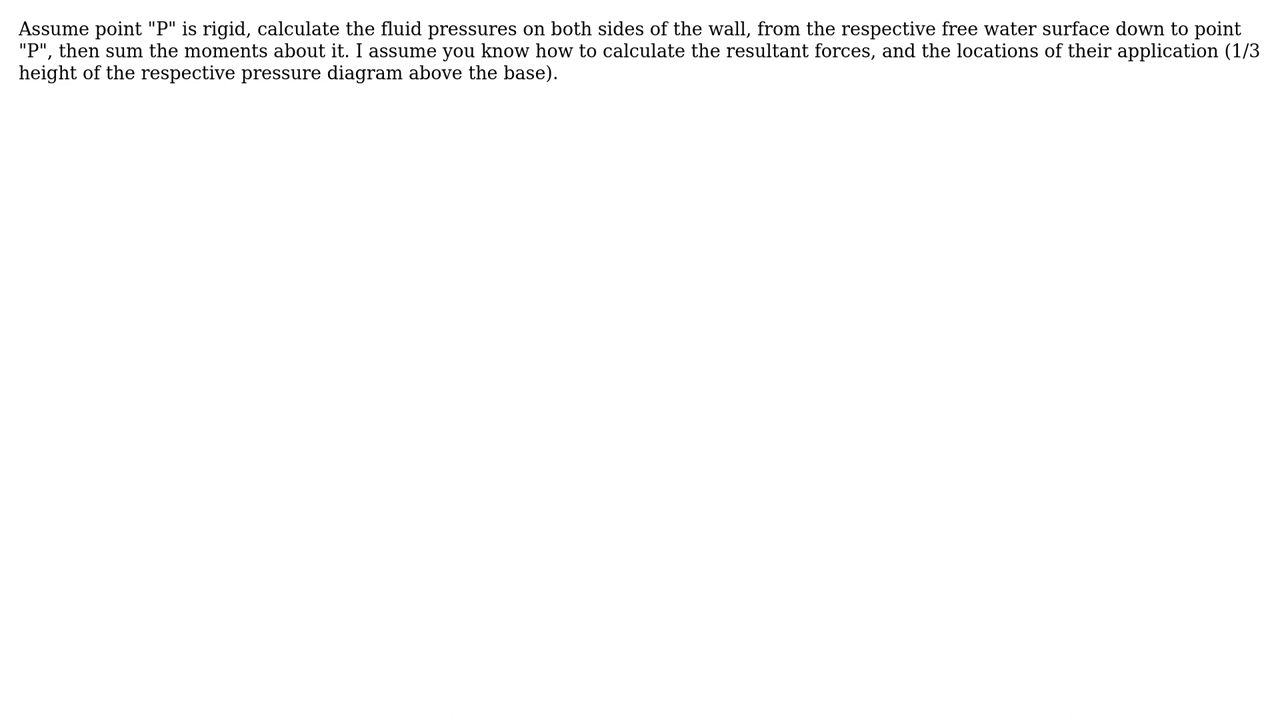 Assume point "P" is rigid, calculate the fluid pressures on both sides of the wall, from the respective free water surface down to point
"P", then sum the moments about it. I assume you know how to calculate the resultant forces, and the locations of their application (1/3
height of the respective pressure diagram above the base).